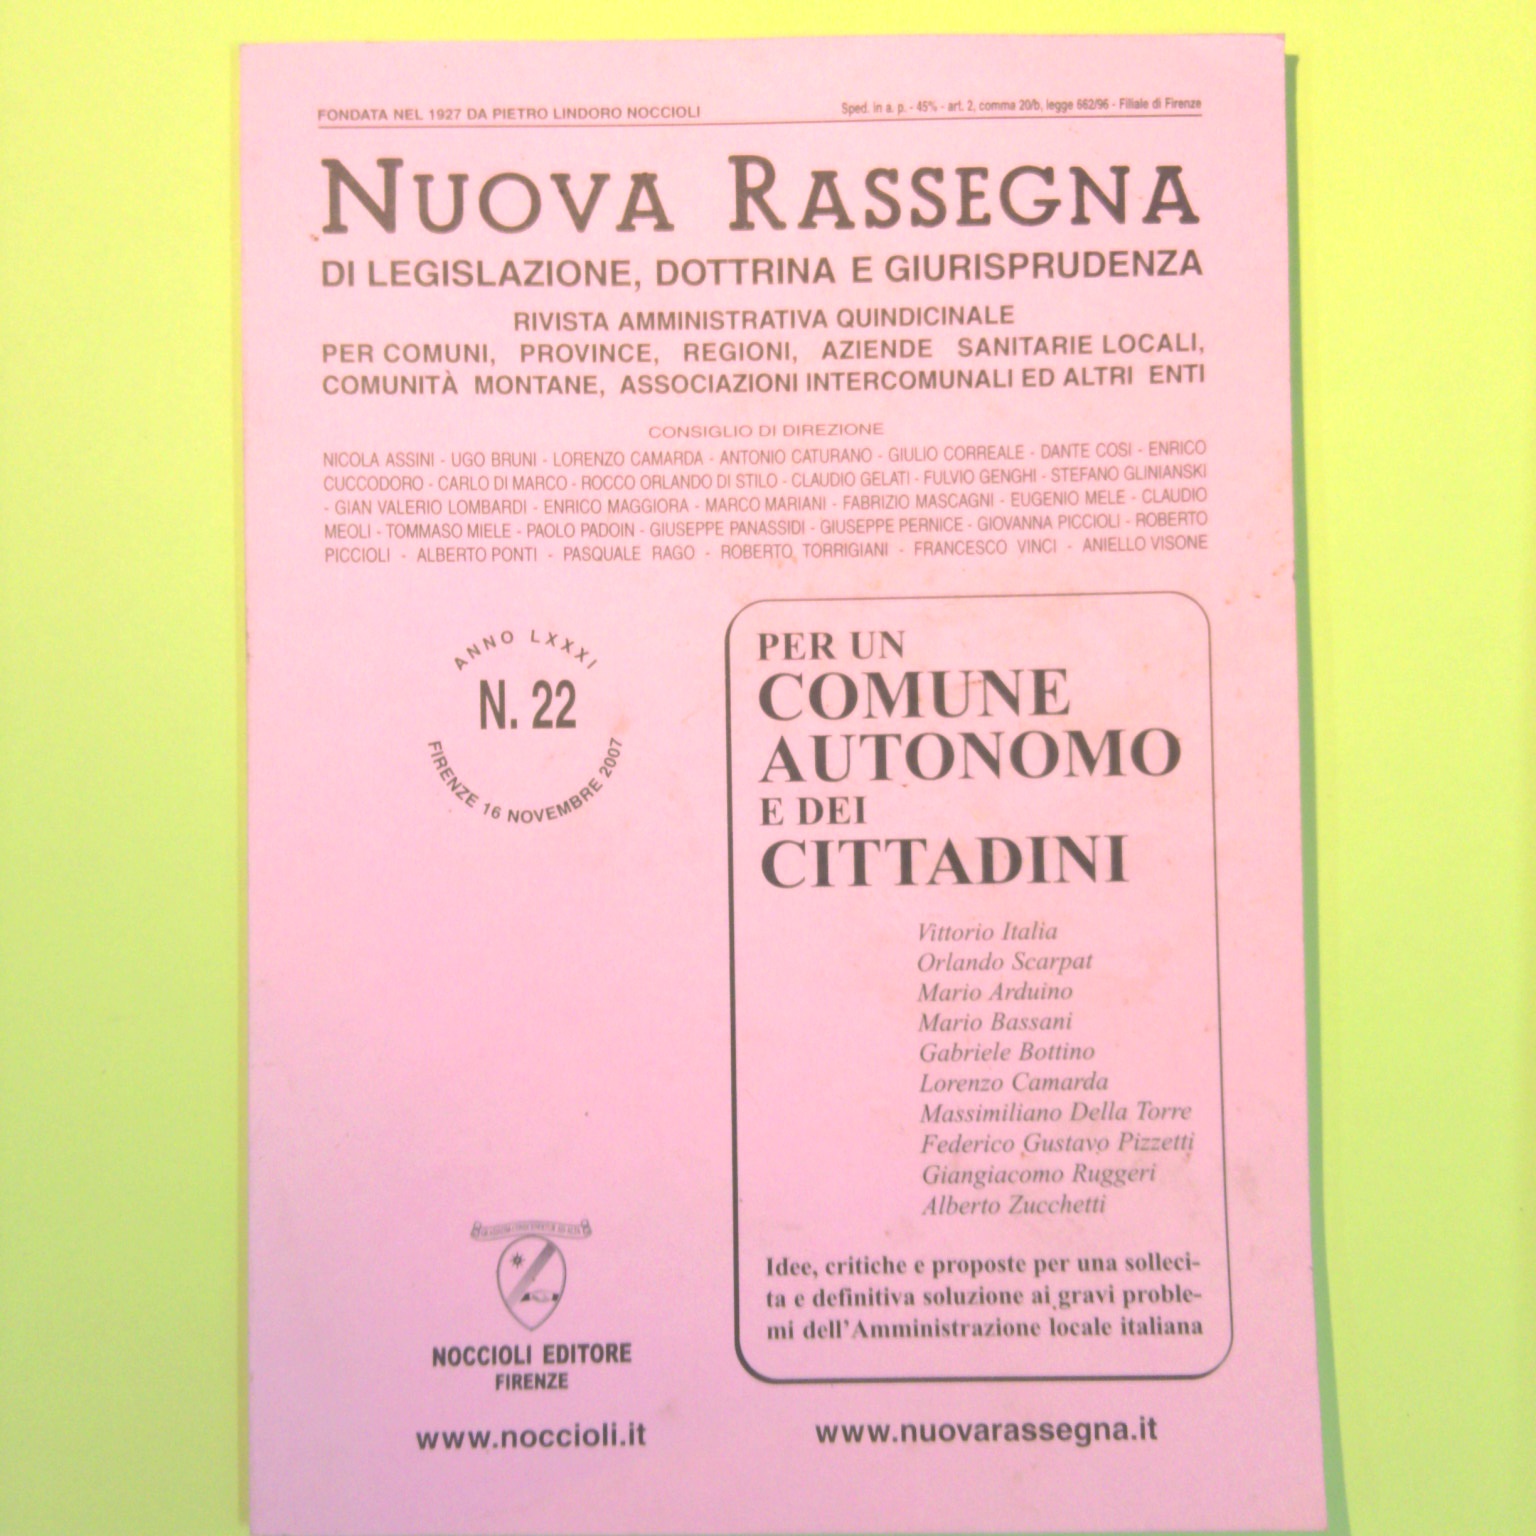 FONDATA NEL 1927 DA PIETRO LINDORO NOCCIOLI
Sped. in a. p. - 45% - art. 2, comma 20/b, legge 662/96 - Filiale di Firenze
NUOVA RASSEGNA
DI LEGISLAZIONE, DOTTRINA E GIURISPRUDENZA
RIVISTA AMMINISTRATIVA QUINDICINALE
PER COMUNI, PROVINCE, REGIONI, AZIENDE SANITARIE LOCALI,
COMUNITÀ MONTANE, ASSOCIAZIONI INTERCOMUNALI ED ALTRI ENTI
CONSIGLIO DI DIREZIONE
NICOLA ASSINI - UGO BRUNI - LORENZO CAMARDA - ANTONIO CATURANO - GIULIO CORREALE - DANTE COSI - ENRICO
CUCCODORO - CARLO DI MARCO - ROCCO ORLANDO DI STILO - CLAUDIO GELATI - FULVIO GENGHI - STEFANO GLINIANSKI
- GIAN VALERIO LOMBARDI - ENRICO MAGGIORA - MARCO MARIANI - FABRIZIO MASCAGNI - EUGENIO MELE - CLAUDIO
MEOLI - TOMMASO MIELE - PAOLO PADOIN - GIUSEPPE PANASSIDI - GIUSEPPE PERNICE - GIOVANNA PICCIOLI - ROBERTO
PICCIOLI - ALBERTO PONTI - PASQUALE RAGO - ROBERTO TORRIGIANI - FRANCESCO VINCI - ANIELLO VISONE
ANNO LXXXI
N. 22
FIRENZE 16 NOVEMBRE 2007
PER UN
COMUNE
AUTONOMO
E DEI
CITTADINI
Vittorio Italia
Orlando Scarpat
Mario Arduino
Mario Bassani
Gabriele Bottino
Lorenzo Camarda
Massimiliano Della Torre
Federico Gustavo Pizzetti
Giangiacomo Ruggeri
Alberto Zucchetti
Idee, critiche e proposte per una solleci-
ta e definitiva soluzione ai gravi proble-
mi dell'Amministrazione locale italiana
NOCCIOLI EDITORE
FIRENZE
www.noccioli.it
www.nuovarassegna.it